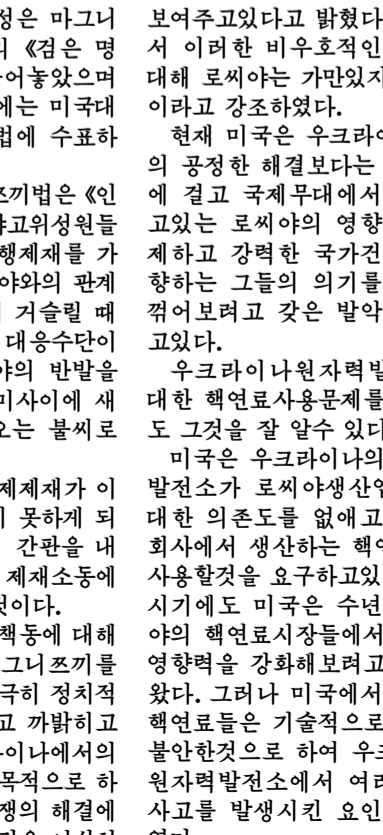 성은 마그니
의 《검은 명
어놓았으며
에는 미국대
법에 수표하
쯔끼법은 《인
고위성원들
행제재를 가
야와의 관계
거슬릴 때
대응수단이
야의 반발을
미사이에 새
오는 불씨로
제제재가 이
못하게 되
간판을 내
제재소동에
것이다.
책동에 대해
그니쯔끼를
극히 정치적
고 까밝히고
이나에서의
목적으로 하
쟁의 해결에
보여주고있다고 밝혔다
서 이러한 비우호적인
대해 로씨야는 가만있지
이라고 강조하였다.
현재 미국은 우크라이
의 공정한 해결보다는
에 걸고 국제무대에서
고있는 로씨야의 영향
제하고 강력한 국가건
향하는 그들의 의기를
꺾어보려고 갖은 발악
고있다.
우크라이나원자력발
대한 핵연료사용문제를
도 그것을 잘 알수 있다
미국은 우크라이나의
발전소가 로씨야생산업
대한 의존도를 없애고
회사에서 생산하는 핵연
사용할것을 요구하고있
시기에도 미국은 수년
야의 핵연료시장들에서
영향력을 강화해보려고
왔다. 그러나 미국에서
핵연료들은 기술적으로
불안한것으로 하여 우크
원자력발전소에서 여러
사고를 발생시킨 요인